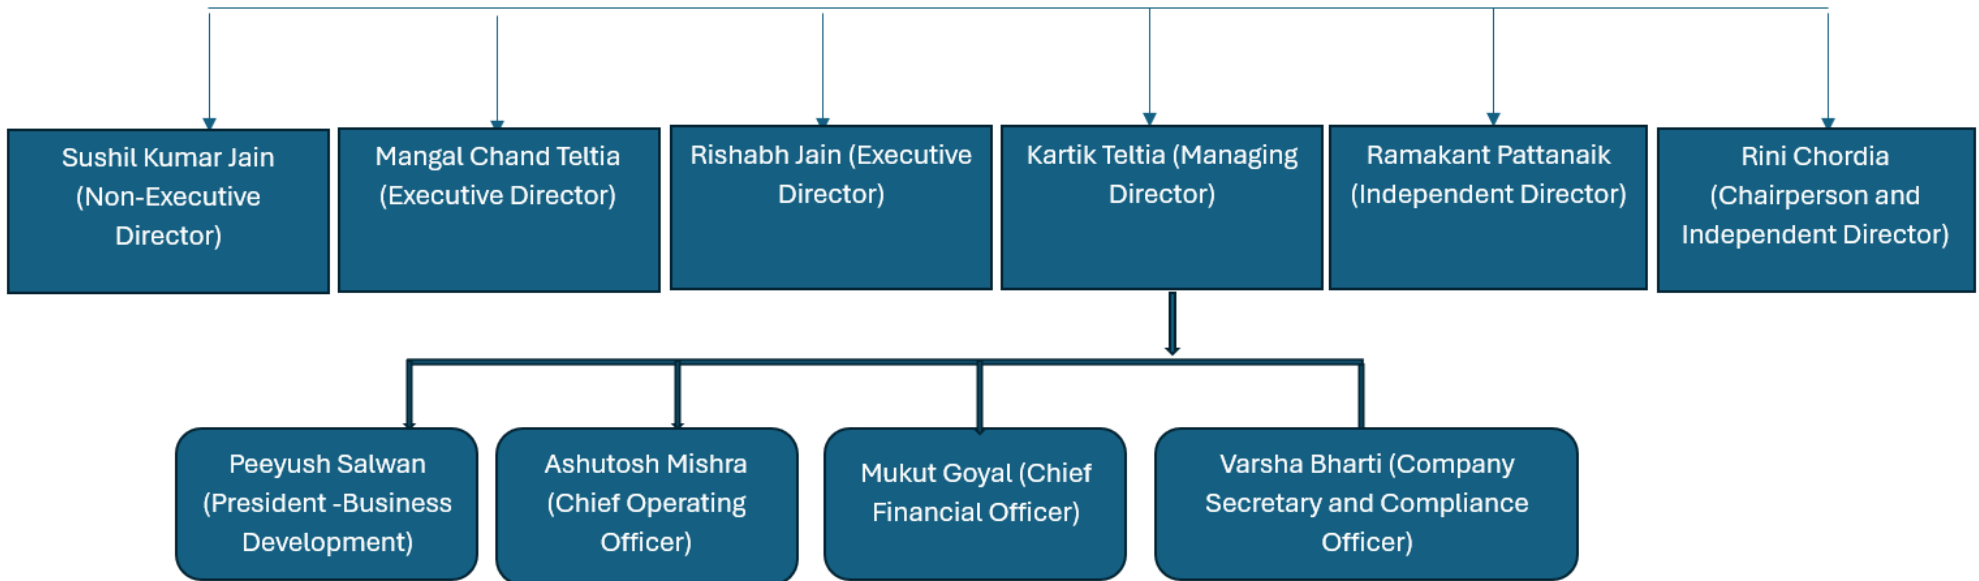 Sushil Kumar Jain
(Non-Executive
Director)
Mangal Chand Teltia
(Executive Director)
Rishabh Jain (Executive
Director)
Kartik Teltia (Managing
Director)
Ramakant Pattanaik
(Independent Director)
Rini Chordia
(Chairperson and
Independent Director)
Peeyush Salwan
(President -Business
Development)
Ashutosh Mishra
(Chief Operating
Officer)
Mukut Goyal (Chief
Financial Officer)
Varsha Bharti (Company
Secretary and Compliance
Officer)